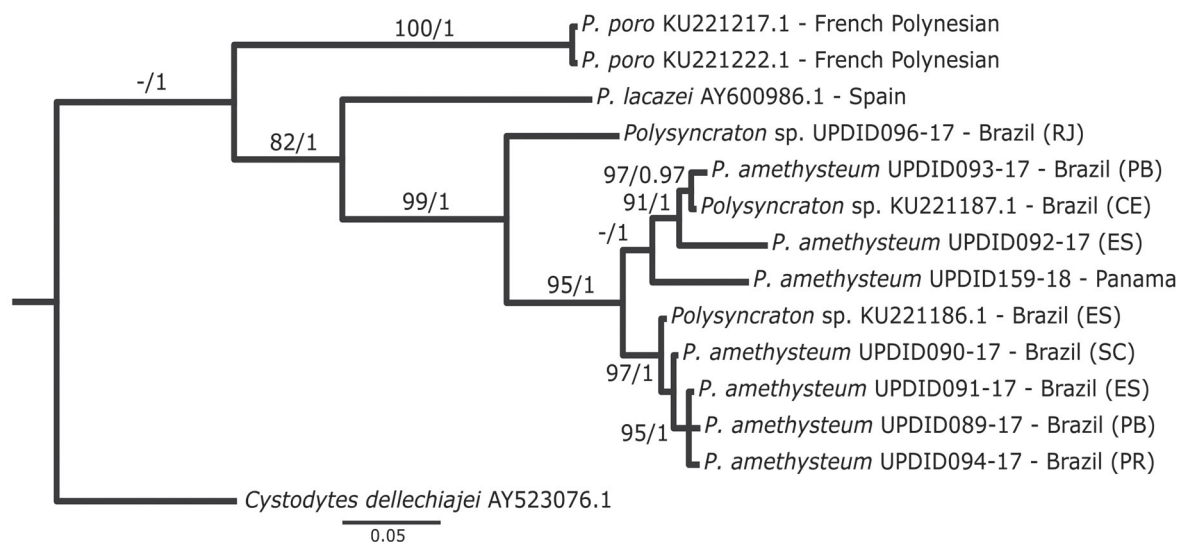 100/1
P. poro KU221217.1 - French Polynesian
-/1
P. poro KU221222.1 - French Polynesian
P. lacazei AY600986.1 - Spain
82/1
Polysyncraton sp. UPDID096-17 - Brazil (RJ)
97/0.97
P. amethysteum UPDID093-17 - Brazil (PB)
99/1
91/1
Polysyncraton sp. KU221187.1 - Brazil (CE)
-/1
P. amethysteum UPDID092-17 (ES)
95/1
P. amethysteum UPDID159-18 - Panama
Polysyncraton sp. KU221186.1 - Brazil (ES)
P. amethysteum UPDID090-17 - Brazil (SC)
97/1
P. amethysteum UPDID091-17 - Brazil (ES)
95/1
P. amethysteum UPDID089-17 - Brazil (PB)
P. amethysteum UPDID094-17 - Brazil (PR)
Cystodytes dellechiajei AY523076.1
0.05